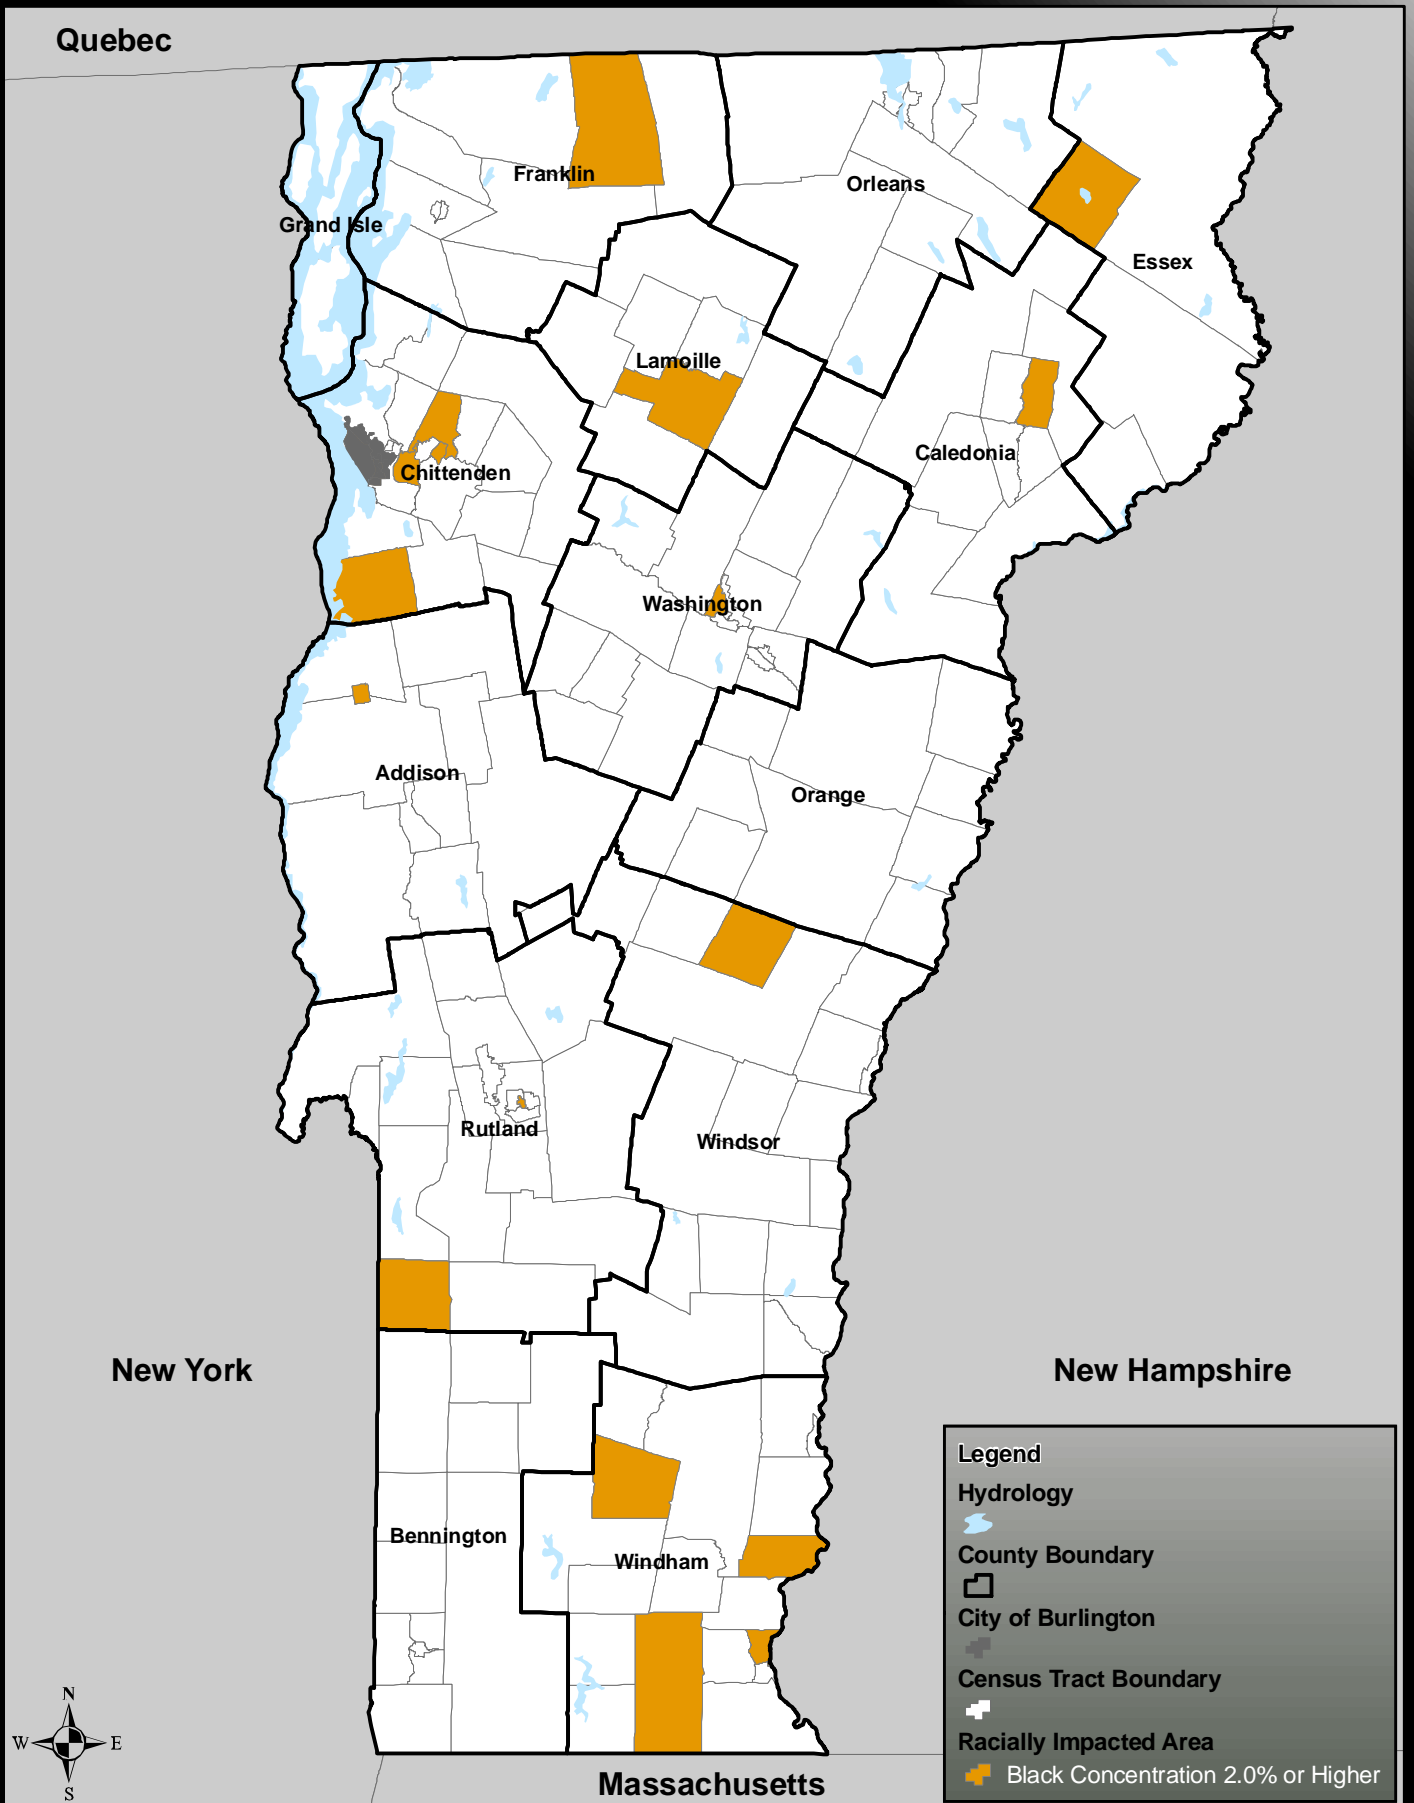 Quebec
Franklin
Orleans
Grand Isle
Essex
Lamoille
Caledonia
Chittenden
Washington
Addison
Orange
Rutland
Windsor
New York
New Hampshire
Bennington
Windham
Massachusetts
N
W E
S
Legend
Hydrology
County Boundary
City of Burlington
Census Tract Boundary
Racially Impacted Area
Black Concentration 2.0% or Higher